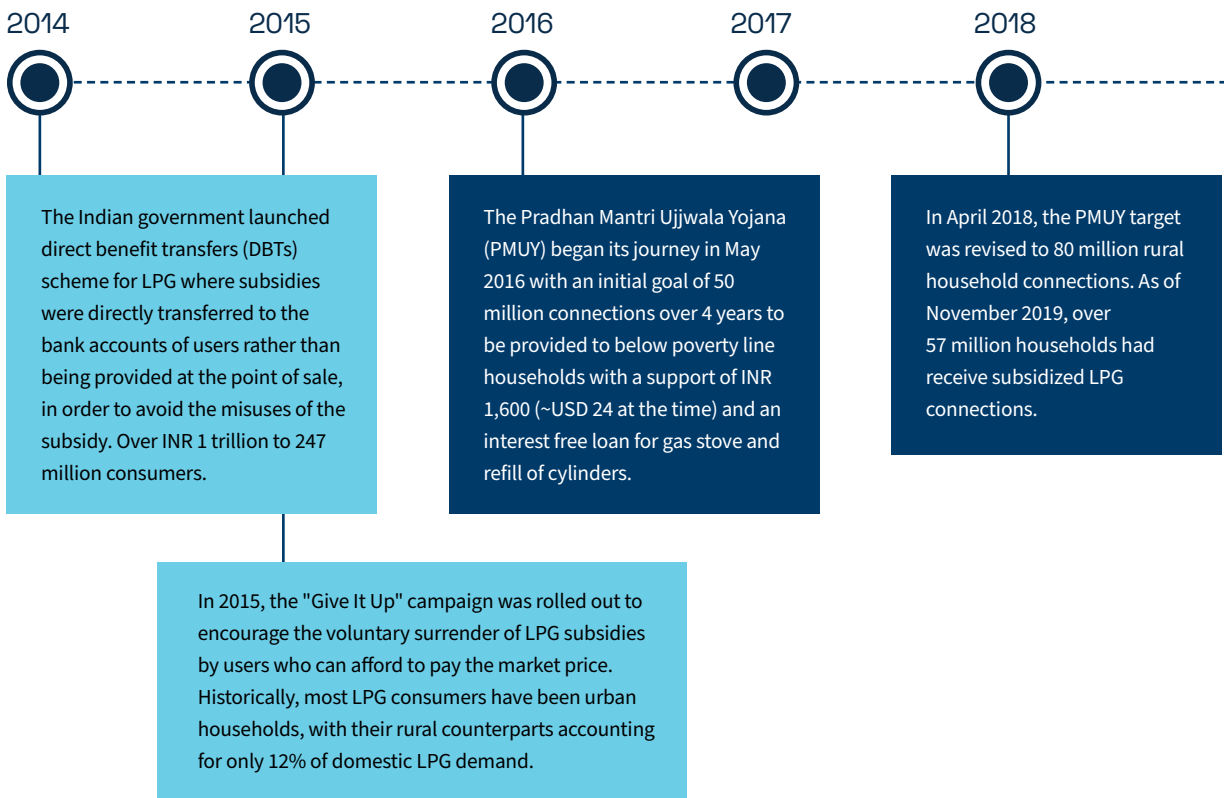 2014
2015
2016
2017
2018
The Indian government launched
direct benefit transfers (DBTs)
scheme for LPG where subsidies
were directly transferred to the
bank accounts of users rather than
being provided at the point of sale,
in order to avoid the misuses of the
subsidy. Over INR 1 trillion to 247
million consumers.
In 2015, the "Give It Up" campaign was rolled out to
encourage the voluntary surrender of LPG subsidies
by users who can afford to pay the market price.
Historically, most LPG consumers have been urban
households, with their rural counterparts accounting
for only 12% of domestic LPG demand.
The Pradhan Mantri Ujjwala Yojana
(PMUY) began its journey in May
2016 with an initial goal of 50
million connections over 4 years to
be provided to below poverty line
households with a support of INR
1,600 (~USD 24 at the time) and an
interest free loan for gas stove and
refill of cylinders.
In April 2018, the PMUY target
was revised to 80 million rural
household connections. As of
November 2019, over
57 million households had
receive subsidized LPG
connections.